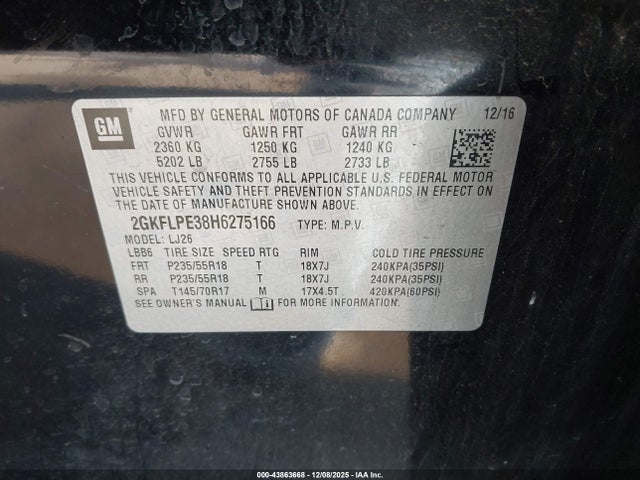 GM
MFD BY GENERAL MOTORS OF CANADA COMPANY 12/16
GVWR GAWR FRT GAWR RR
2360 KG 1250 KG 1240 KG
5202 LB 2755 LB 2733 LB
THIS VEHICLE CONFORMS TO ALL APPLICABLE U.S. FEDERAL MOTOR
VEHICLE SAFETY AND THEFT PREVENTION STANDARDS IN EFFECT ON
THE DATE OF MANUFACTURE SHOWN ABOVE.
2GKFLPE38H6275166 TYPE: M.P.V.
MODEL: LJ26
LBB6 TIRE SIZE SPEED RTG RIM COLD TIRE PRESSURE
FRT P235/55R18 T 18X7J 240KPA(35PSI)
RR P235/55R18 T 18X7J 240KPA(35PSI)
SPA T145/70R17 M 17X4.5T 420KPA(60PSI)
SEE OWNER'S MANUAL FOR MORE INFORMATION.
000-43863668 - 12/08/2025 - IAA Inc.